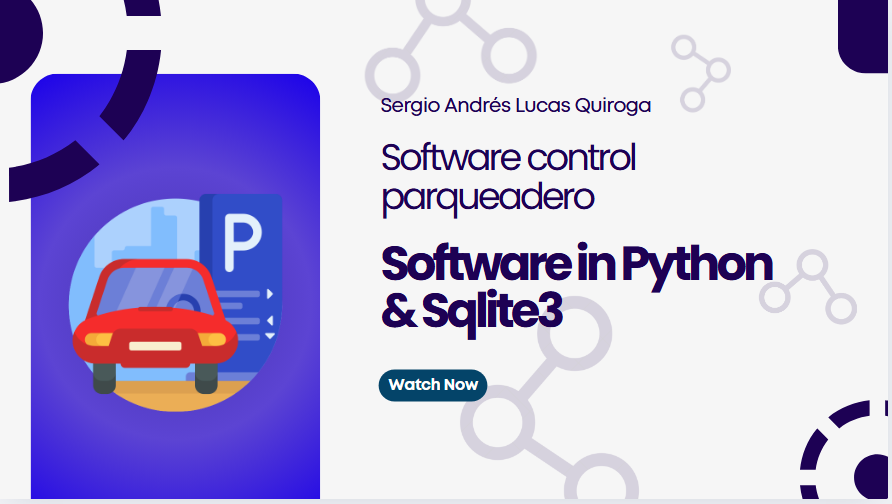 Sergio Andrés Lucas Quiroga
Software control
parqueadero
Software in Python
& Sqlite3
Watch Now
P